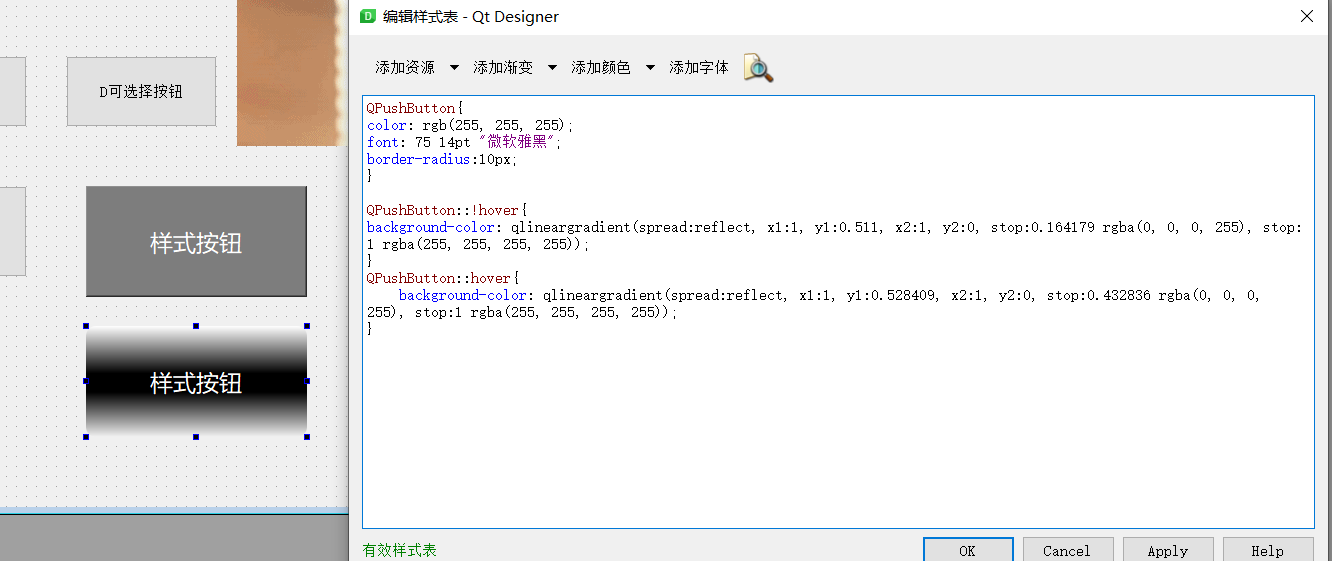 编辑样式表 - Qt Designer
添加资源 添加渐变 添加颜色 添加字体
D可选择按钮
样式按钮
样式按钮
QPushButton{
color: rgb(255, 255, 255);
font: 75 14pt "微软雅黑";
border-radius:10px;
}
QPushButton::!hover{
background-color: qlineargradient(spread:reflect, x1:1, y1:0.511, x2:1, y2:0, stop:0.164179 rgba(0, 0, 0, 255), stop:
1 rgba(255, 255, 255, 255));
}
QPushButton::hover{
background-color: qlineargradient(spread:reflect, x1:1, y1:0.528409, x2:1, y2:0, stop:0.432836 rgba(0, 0, 0,
255), stop:1 rgba(255, 255, 255, 255));
}
有效样式表
OK Cancel Apply Help